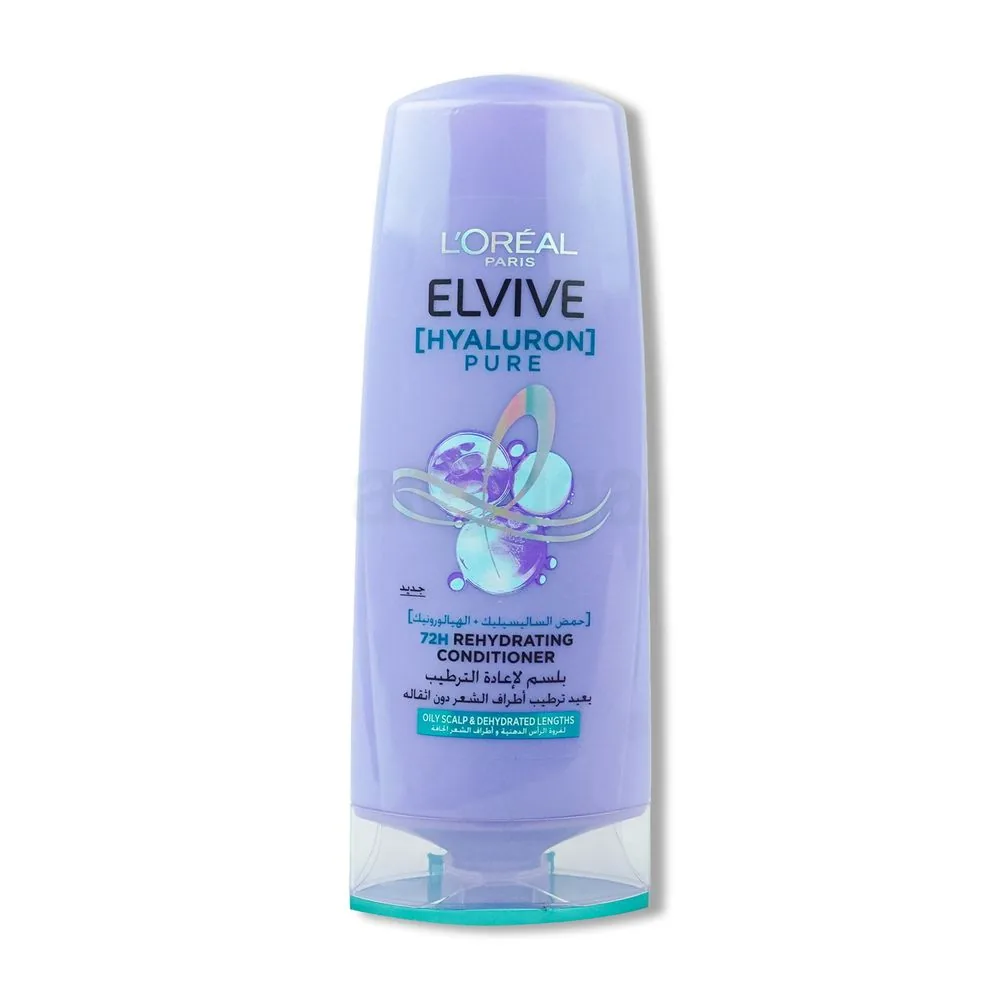 L'ORÉAL
PARIS
ELVIVE
[HYALURON]
PURE
جديد
[حمض الساليسيليك + الهيالورونيك]
72H REHYDRATING
CONDITIONER
بلسم لإعادة الترطيب
يعيد ترطيب أطراف الشعر دون اثقاله
OILY SCALP & DEHYDRATED LENGTHS
لفروة الرأس الدهنية و أطراف الشعر الجافة